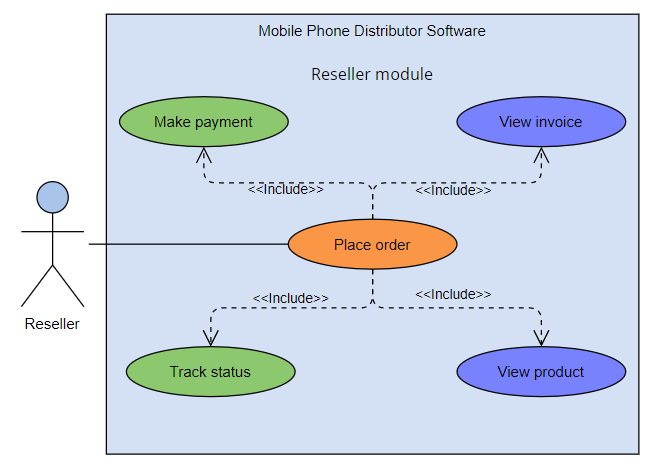 Mobile Phone Distributor Software
Reseller module
Make payment
View invoice
<<Include>>
<<Include>>
Place order
<<Include>>
<<Include>>
Reseller
Track status
View product